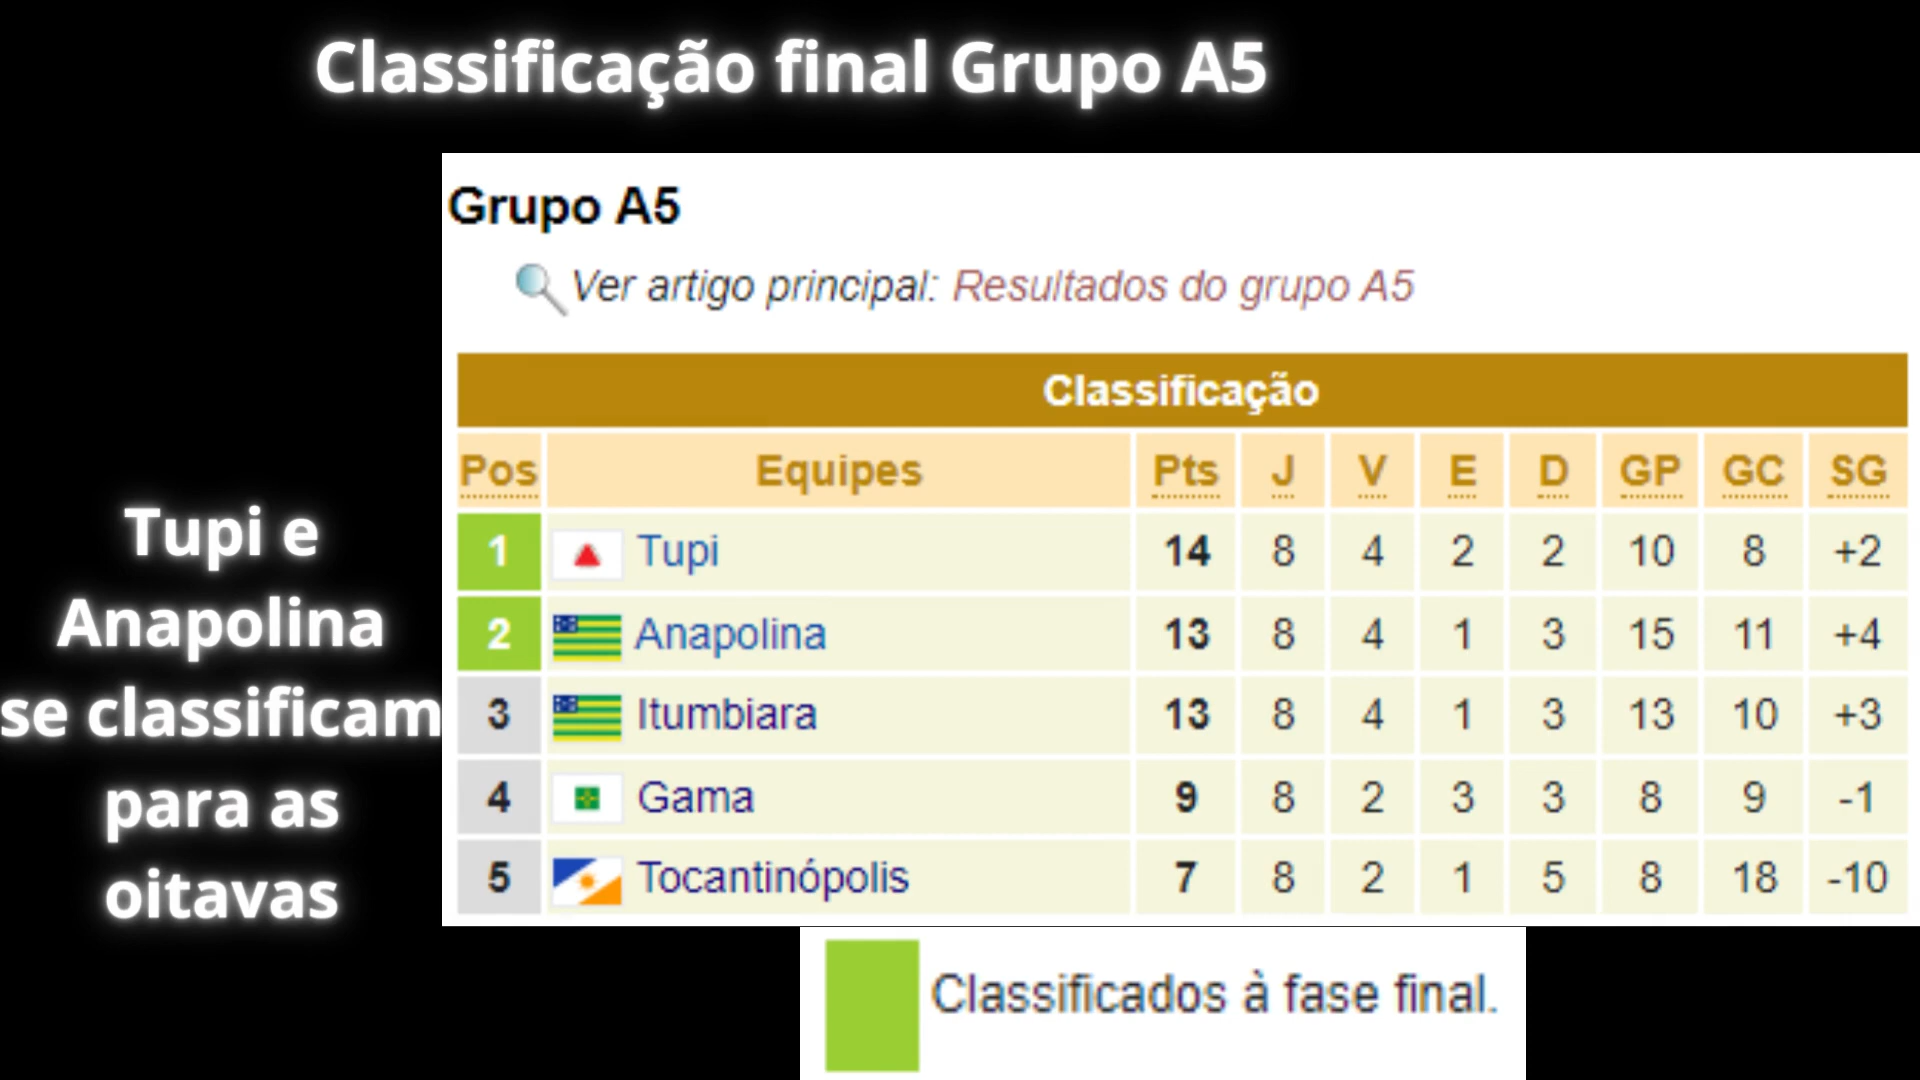 Classificação final Grupo A5
Grupo A5
Ver artigo principal: Resultados do grupo A5
Classificação
Pos Equipes Pts J V E D GP GC SG
1 Tupi 14 8 4 2 2 10 8 +2
2 Anapolina 13 8 4 1 3 15 11 +4
3 Itumbiara 13 8 4 1 3 13 10 +3
4 Gama 9 8 2 3 3 8 9 -1
5 Tocantinópolis 7 8 2 1 5 8 18 -10
Tupi e
Anapolina
se classificam
para as
oitavas
Classificados à fase final.